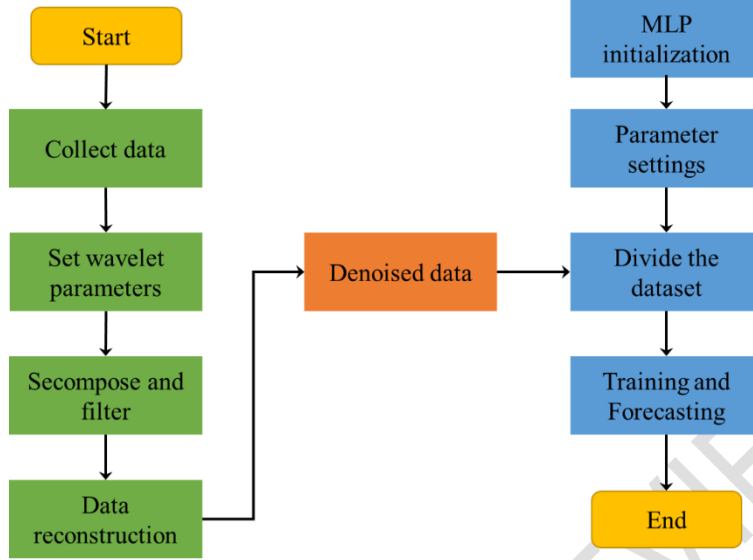 Start
Collect data
Set wavelet
parameters
Secompose and
filter
Data
reconstruction
Denoised data
MLP
initialization
Parameter
settings
Divide the
dataset
Training and
Forecasting
End